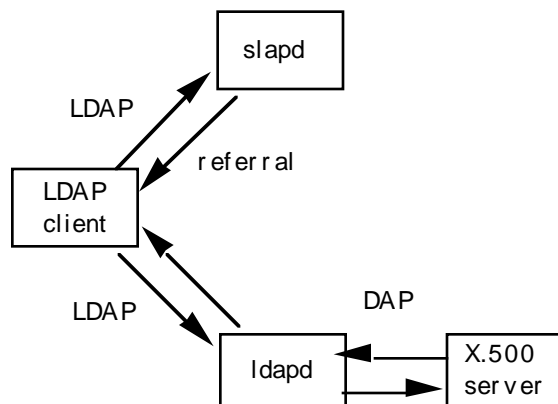 slapd
LDAP
referral
LDAP
client
LDAP
DAP
ldapd
X.500
server